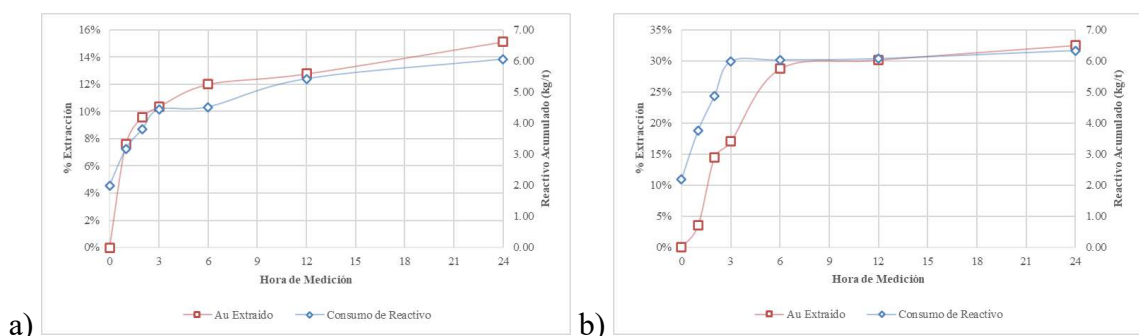 a)
16%
14%
12%
10%
8%
6%
4%
2%
0%
% Extracción
7.00
6.00
5.00
4.00
3.00
2.00
1.00
0.00
Reactivo Acumulado (kg/t)
0 3 6 9 12 15 18 21 24
Hora de Medición
Au Extraido Consumo de Reactivo
b)
35%
30%
25%
20%
15%
10%
5%
0%
% Extracción
7.00
6.00
5.00
4.00
3.00
2.00
1.00
0.00
Reactivo Acumulado (kg/t)
0 3 6 9 12 15 18 21 24
Hora de Medición
Au Extraido Consumo de Reactivo